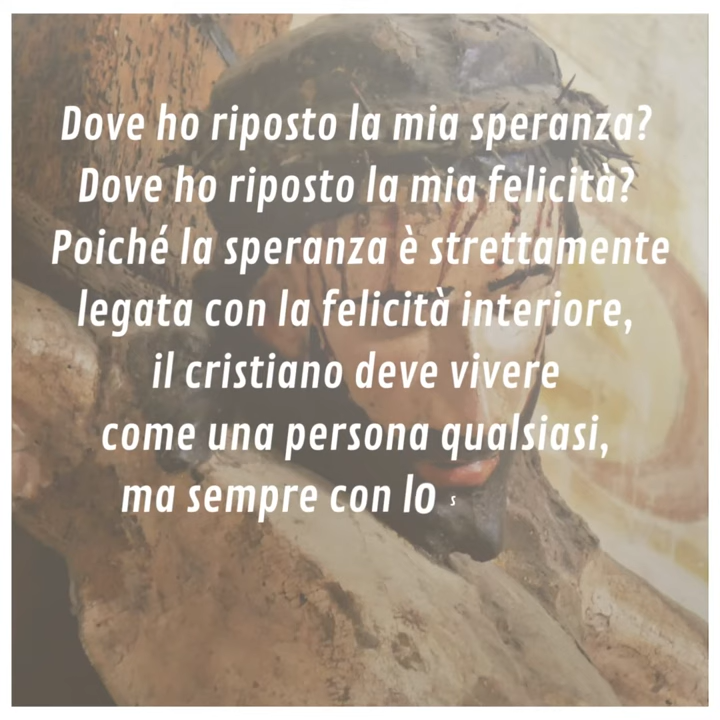 Dove ho riposto la mia speranza?
Dove ho riposto la mia felicità?
Poiché la speranza è strettamente
legata con la felicità interiore,
il cristiano deve vivere
come una persona qualsiasi,
ma sempre con lo s